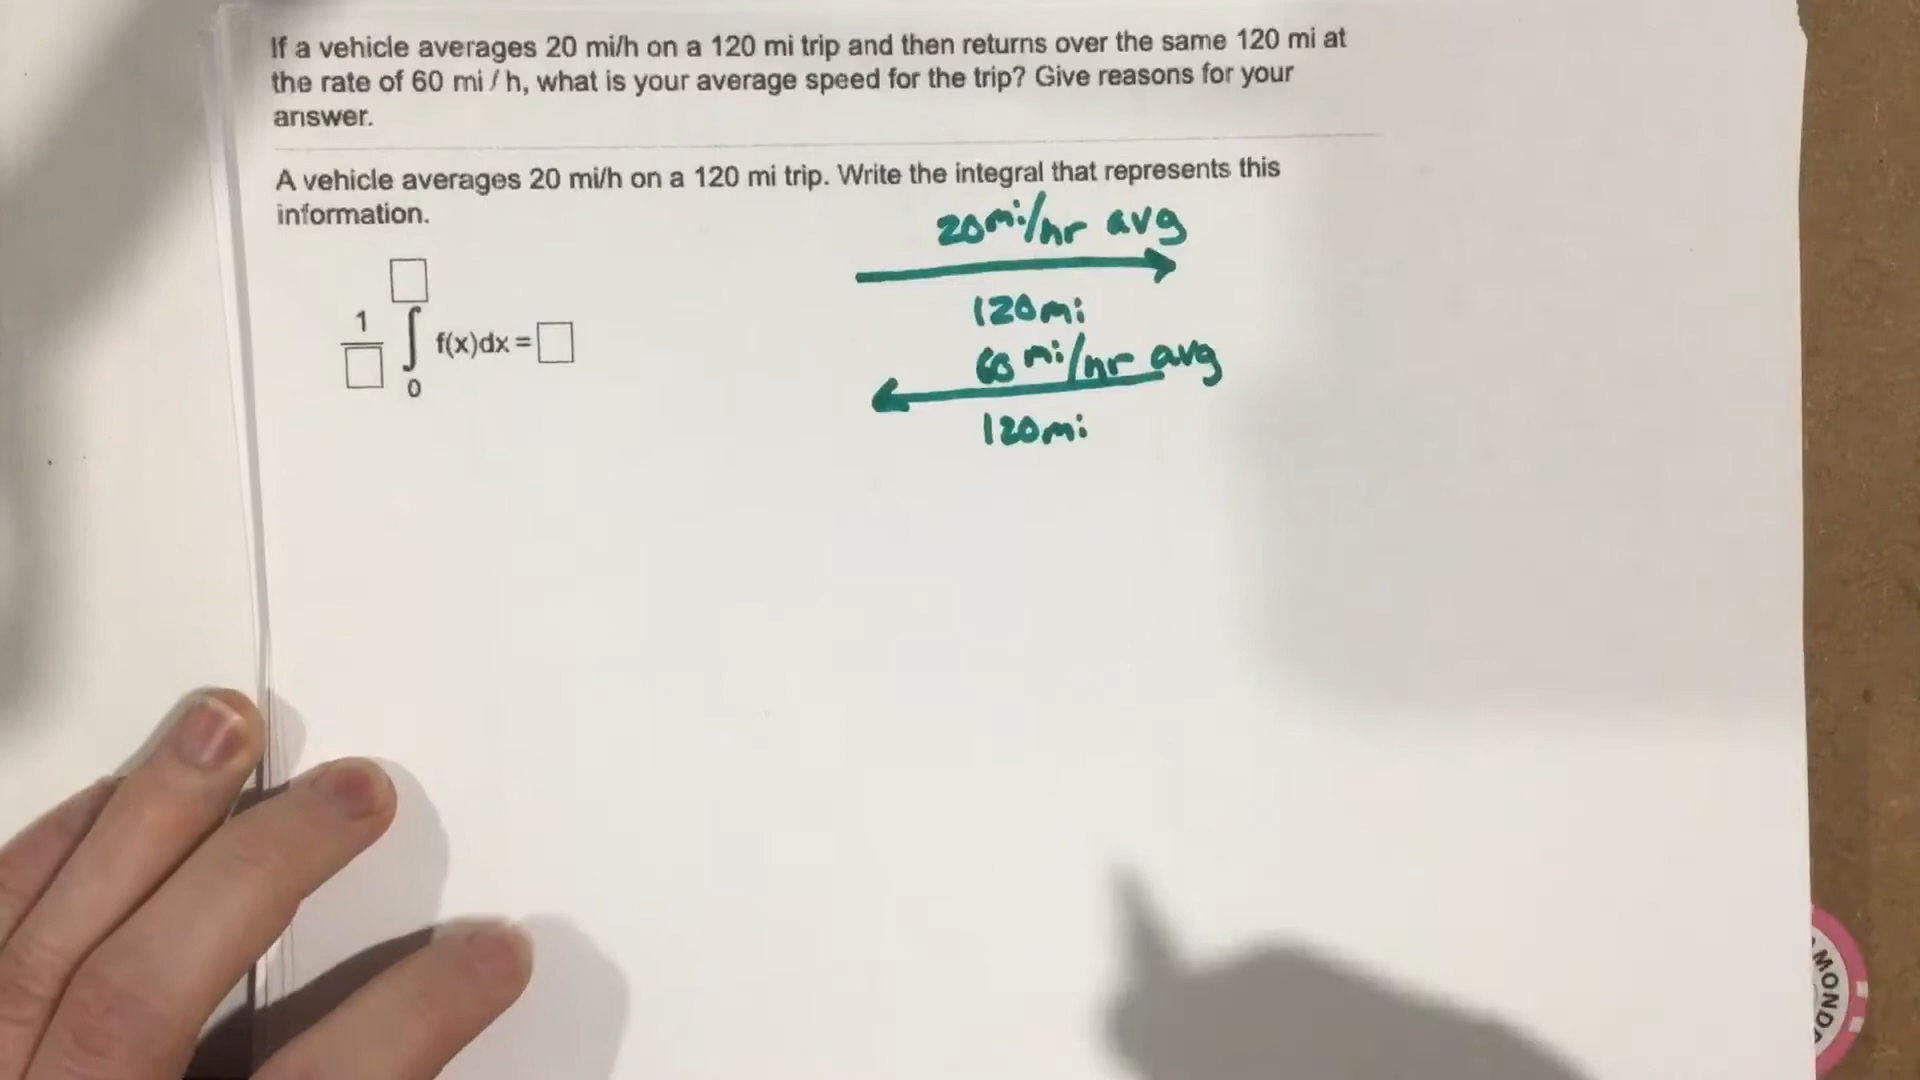 If a vehicle averages 20 mi/h on a 120 mi trip and then returns over the same 120 mi at
the rate of 60 mi / h, what is your average speed for the trip? Give reasons for your
answer.
A vehicle averages 20 mi/h on a 120 mi trip. Write the integral that represents this
information.
20mi/hr avg
120mi
60 mi/hr avg
120mi
1
∫ f(x)dx =
0